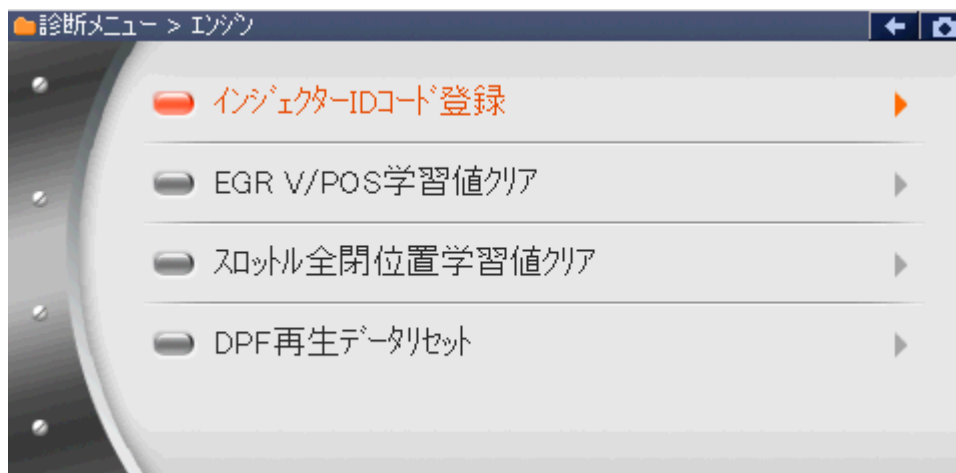 診断メニュー > エンジン
インジェクターIDコード登録
EGR V/POS学習値クリア
スロットル全閉位置学習値クリア
DPF再生データリセット